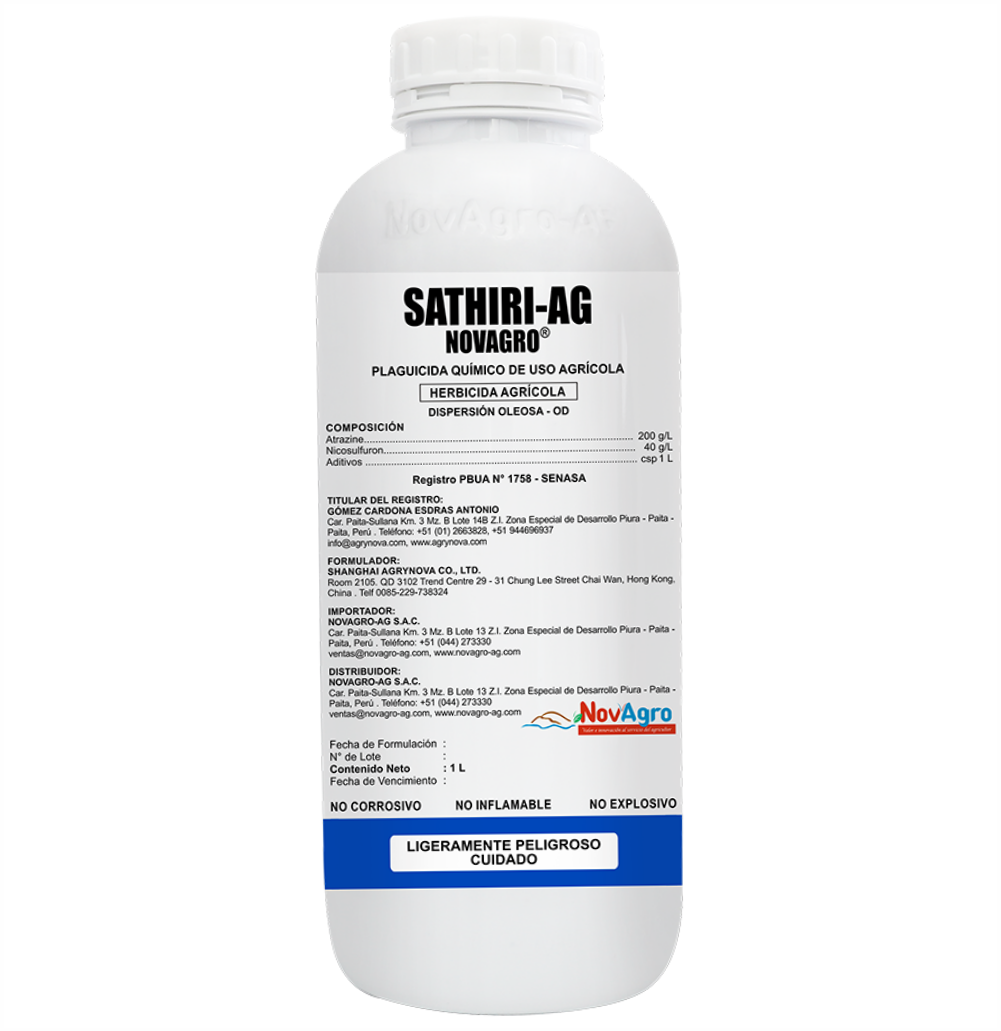 NovAgro-A
SATHIRI-AG
NOVAGRO®
PLAGUICIDA QUÍMICO DE USO AGRÍCOLA
HERBICIDA AGRÍCOLA
DISPERSIÓN OLEOSA - OD
COMPOSICIÓN
Atrazine.......................................................................... 200 g/L
Nicosulfuron.................................................................... 40 g/L
Aditivos .......................................................................... csp 1 L
Registro PBUA N° 1758 - SENASA
TITULAR DEL REGISTRO:
GÓMEZ CARDONA ESDRAS ANTONIO
Car. Paita-Sullana Km. 3 Mz. B Lote 14B Z.I. Zona Especial de Desarrollo Piura - Paita -
Paita, Perú . Teléfono: +51 (01) 2663828, +51 944696937
info@agrynova.com, www.agrynova.com
FORMULADOR:
SHANGHAI AGRYNOVA CO., LTD.
Room 2105. QD 3102 Trend Centre 29 - 31 Chung Lee Street Chai Wan, Hong Kong,
China . Telf 0085-229-738324
IMPORTADOR:
NOVAGRO-AG S.A.C.
Car. Paita-Sullana Km. 3 Mz. B Lote 13 Z.I. Zona Especial de Desarrollo Piura - Paita -
Paita, Perú . Teléfono: +51 (044) 273330
ventas@novagro-ag.com, www.novagro-ag.com
DISTRIBUIDOR:
NOVAGRO-AG S.A.C.
Car. Paita-Sullana Km. 3 Mz. B Lote 13 Z.I. Zona Especial de Desarrollo Piura - Paita -
Paita, Perú . Teléfono: +51 (044) 273330
ventas@novagro-ag.com, www.novagro-ag.com
NovAgro
Valor e innovación al servicio del agricultor
Fecha de Formulación :
N° de Lote :
Contenido Neto : 1 L
Fecha de Vencimiento :
NO CORROSIVO NO INFLAMABLE NO EXPLOSIVO
LIGERAMENTE PELIGROSO
CUIDADO